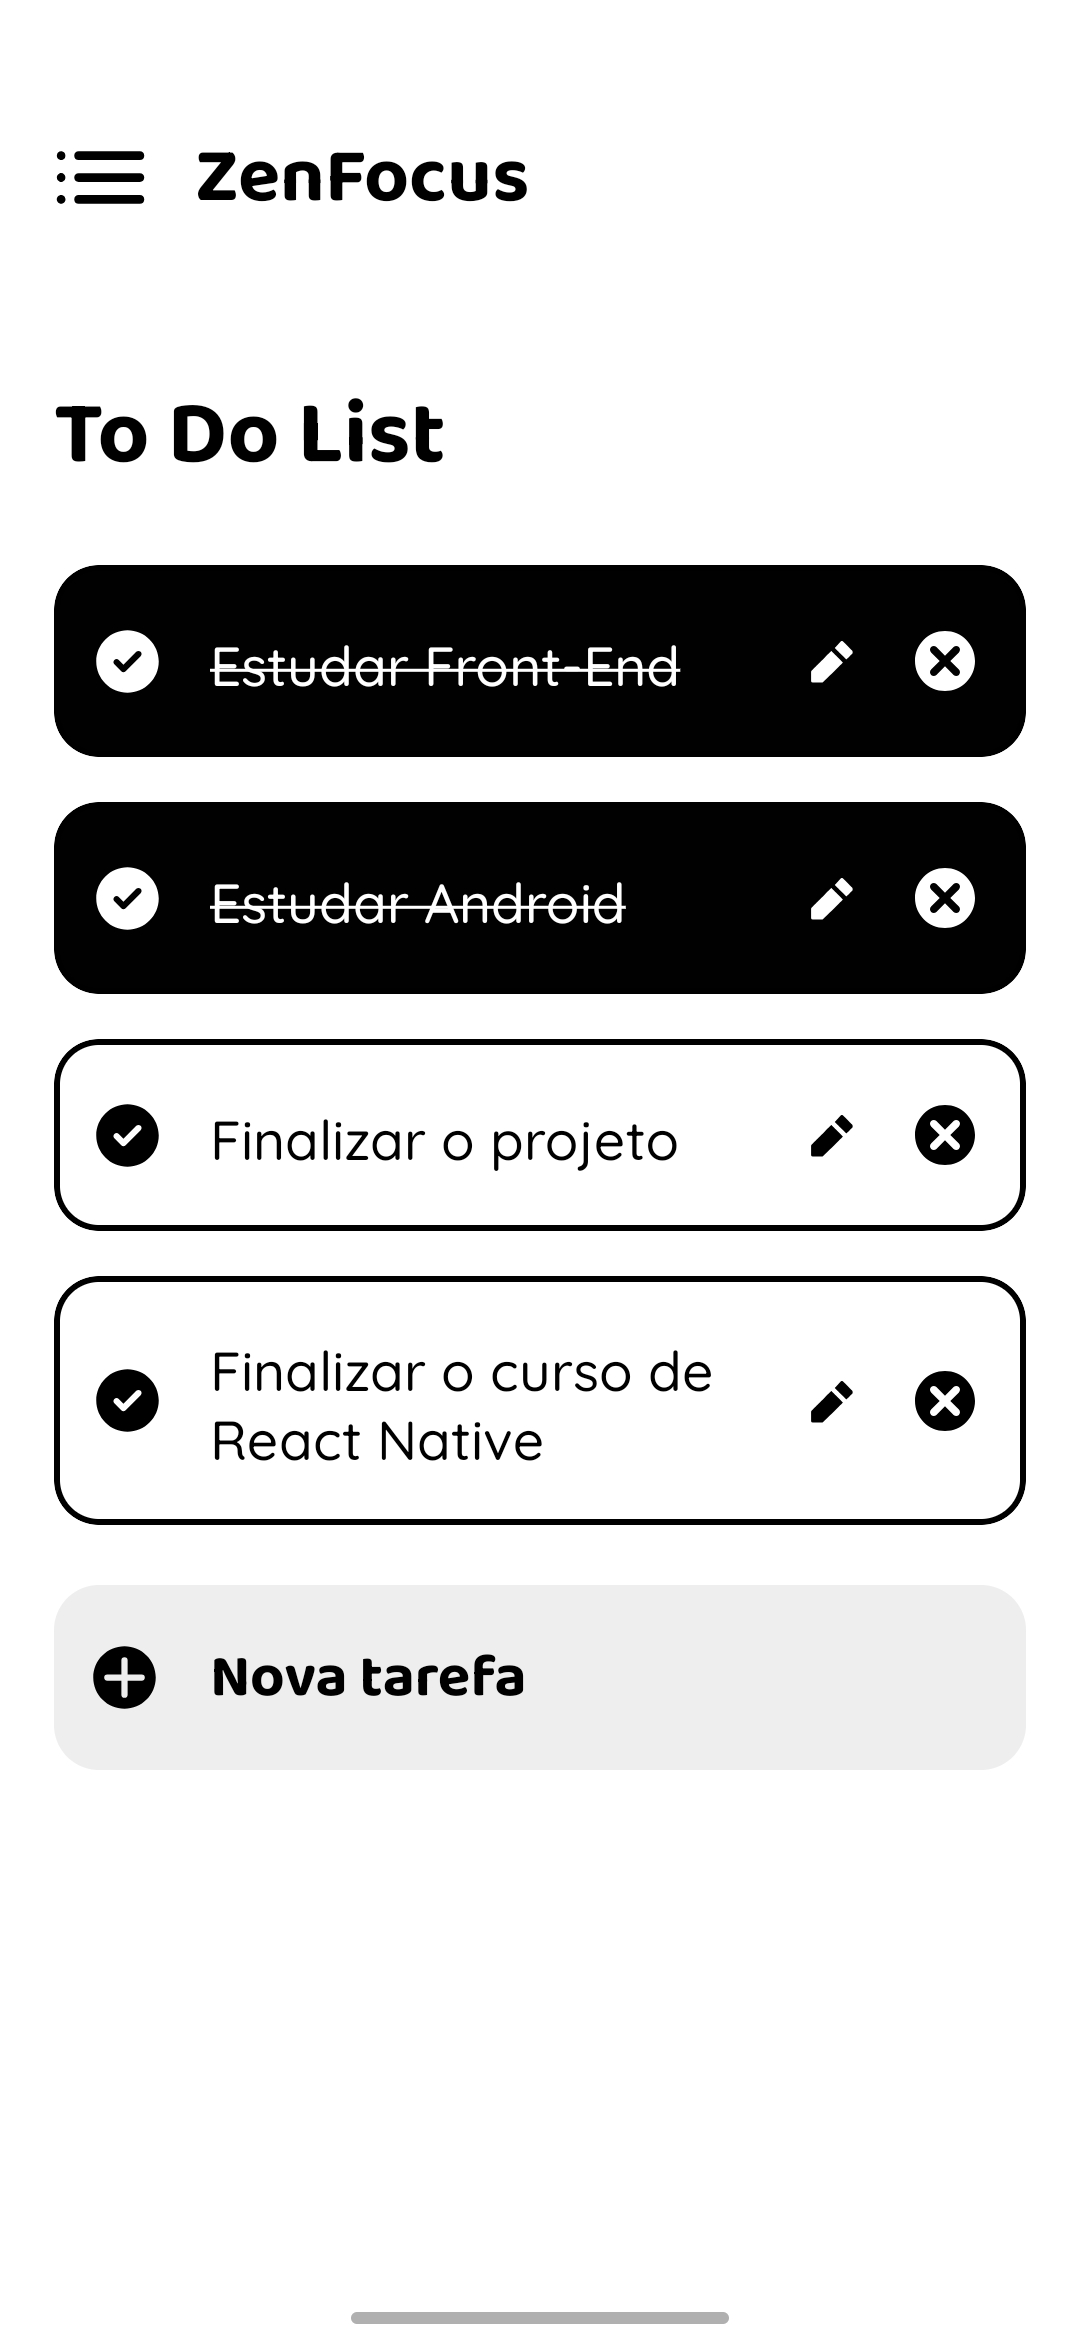 ZenFocus
To Do List
Estudar Front-End
Estudar Android
Finalizar o projeto
Finalizar o curso de
React Native
Nova tarefa